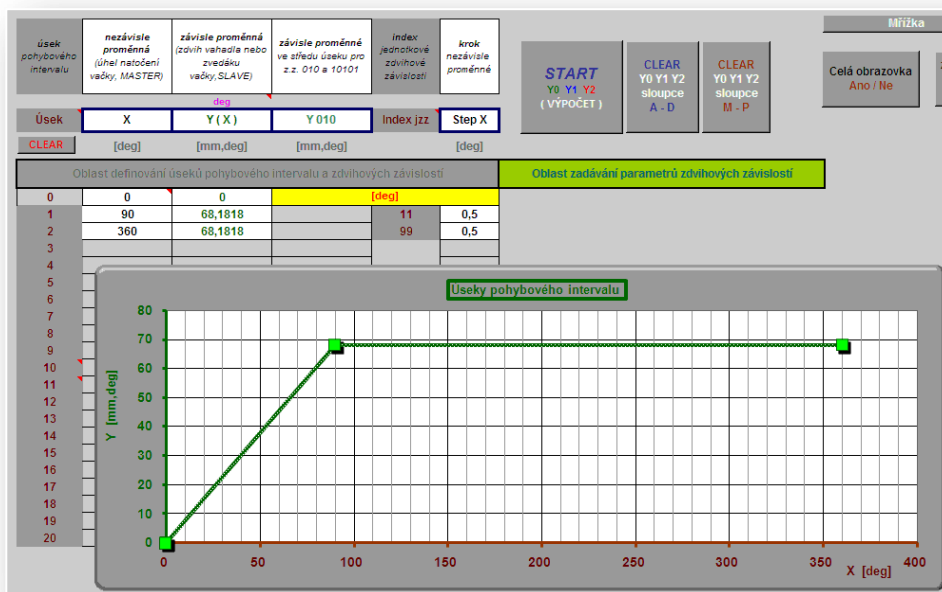 úsek
pohybového
intervalu
nezávisle
proměnná
(úhel natočení
vačky, MASTER)
závisle proměnná
(zdvih vahadla nebo
zvedáku
vačky,SLAVE)
deg
závisle proměnné
ve středu úseku pro
z.z. 010 a 10101
index
jednotkové
zdvihové
závislosti
krok
nezávisle
proměnné
Úsek X Y ( X ) Y 010 Index jzz Step X
CLEAR [deg] [mm,deg] [mm,deg] [deg]
START
Y0 Y1 Y2
( VÝPOČET )
CLEAR
Y0 Y1 Y2
sloupce
A - D
CLEAR
Y0 Y1 Y2
sloupce
M - P
Mřížka
Celá obrazovka
Ano / Ne
Oblast definování úseků pohybového intervalu a zdvihových závislostí
Oblast zadávání parametrů zdvihových závislostí
0 0 0 [deg]
1 90 68,1818 11 0,5
2 360 68,1818 99 0,5
3
4
5
6
7
8
9
10
11
12
13
14
15
16
17
18
19
20
Úseky pohybového intervalu
Y [mm,deg]
80
70
60
50
40
30
20
10
0
0 50 100 150 200 250 300 350 400
X [deg]